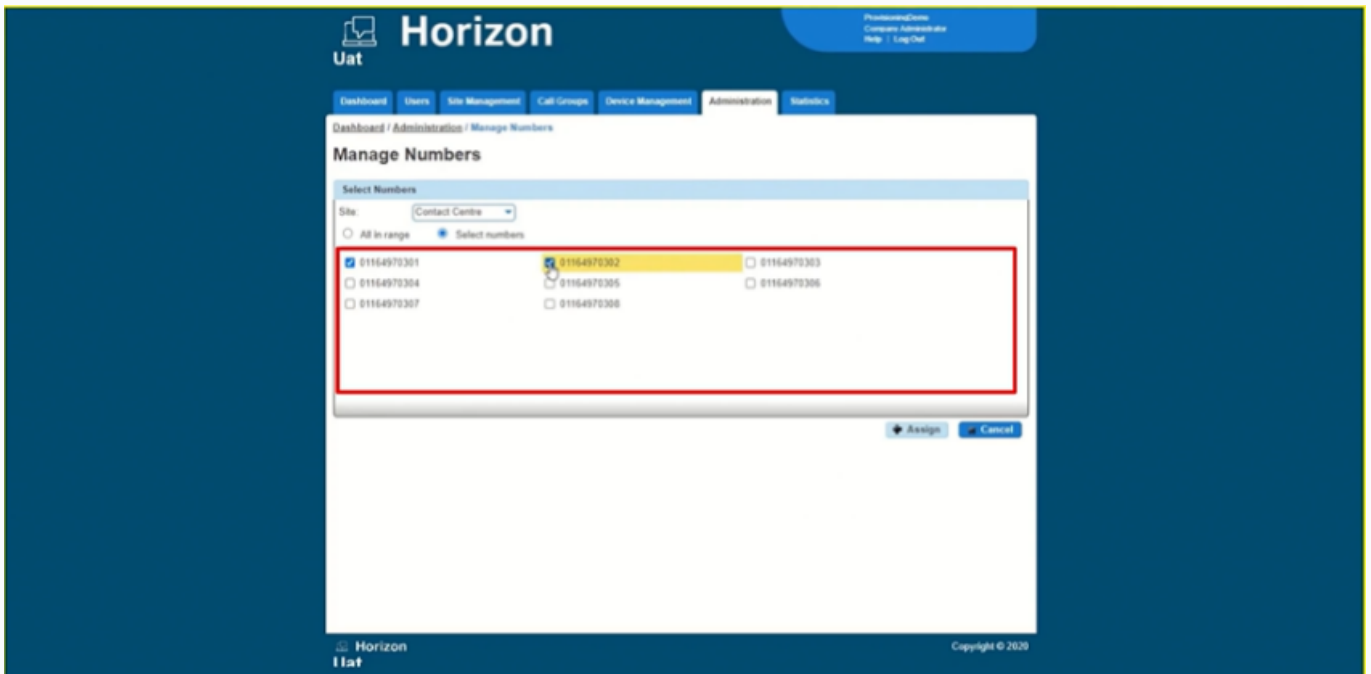 Horizon
Uat
ProvisioningDemo
Company Administrator
Help | Log Out
Dashboard Users Site Management Call Groups Device Management Administration Statistics
Dashboard / Administration / Manage Numbers
Manage Numbers
Select Numbers
Site: Contact Centre
All in range Select numbers
01164970301 01164970302 01164970303
01164970304 01164970305 01164970306
01164970307 01164970308
Assign Cancel
Horizon
Uat
Copyright © 2020